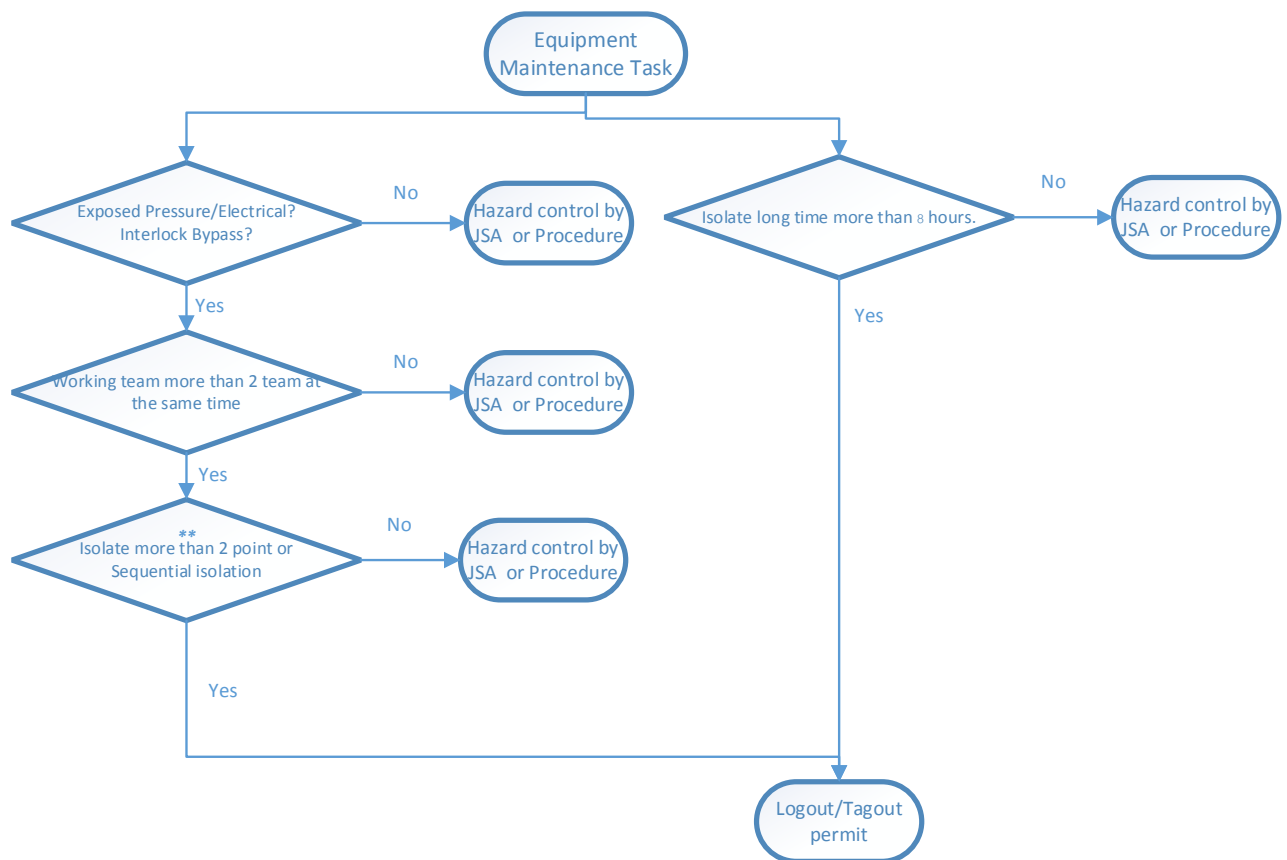 Equipment
Maintenance Task
Exposed Pressure/Electrical?
Interlock Bypass?
No
Hazard control by
JSA or Procedure
Isolate long time more than 8 hours.
No
Hazard control by
JSA or Procedure
Yes
Yes
Working team more than 2 team at
the same time
No
Hazard control by
JSA or Procedure
Yes
**
Isolate more than 2 point or
Sequential isolation
No
Hazard control by
JSA or Procedure
Yes
Logout/Tagout
permit